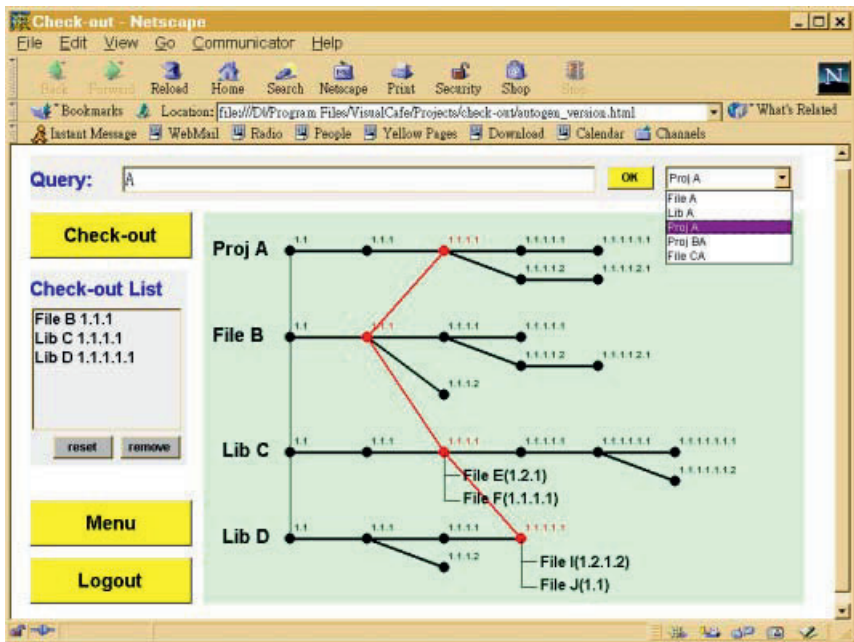 Check-out - Netscape
File Edit View Go Communicator Help
Back Forward Reload Home Search Netscape Print Security Shop Stop
N
Bookmarks Location: file:///D|/Program Files/VisualCafe/Projects/check-out/autogen_version.html What's Related
Instant Message WebMail Radio People Yellow Pages Download Calendar Channels
Query: A OK Proj A
File A
Lib A
Proj A
Proj BA
File CA
Check-out
Check-out List
File B 1.1.1
Lib C 1.1.1.1
Lib D 1.1.1.1.1
reset remove
Menu
Logout
Proj A 1.1 1.1.1 1.1.1.1 1.1.1.1.1 1.1.1.1.1.1
1.1.1.1.2 1.1.1.1.2.1
File B 1.1 1.1.1 1.1.1.1 1.1.1.1.1
1.1.1.1.2 1.1.1.1.2.1
1.1.1.2
Lib C 1.1 1.1.1 1.1.1.1 1.1.1.1.1 1.1.1.1.1.1 1.1.1.1.1.1.1
1.1.1.1.1.1.2
File E(1.2.1)
File F(1.1.1.1)
Lib D 1.1 1.1.1 1.1.1.1 1.1.1.1.1
1.1.1.2
File I(1.2.1.2)
File J(1.1)